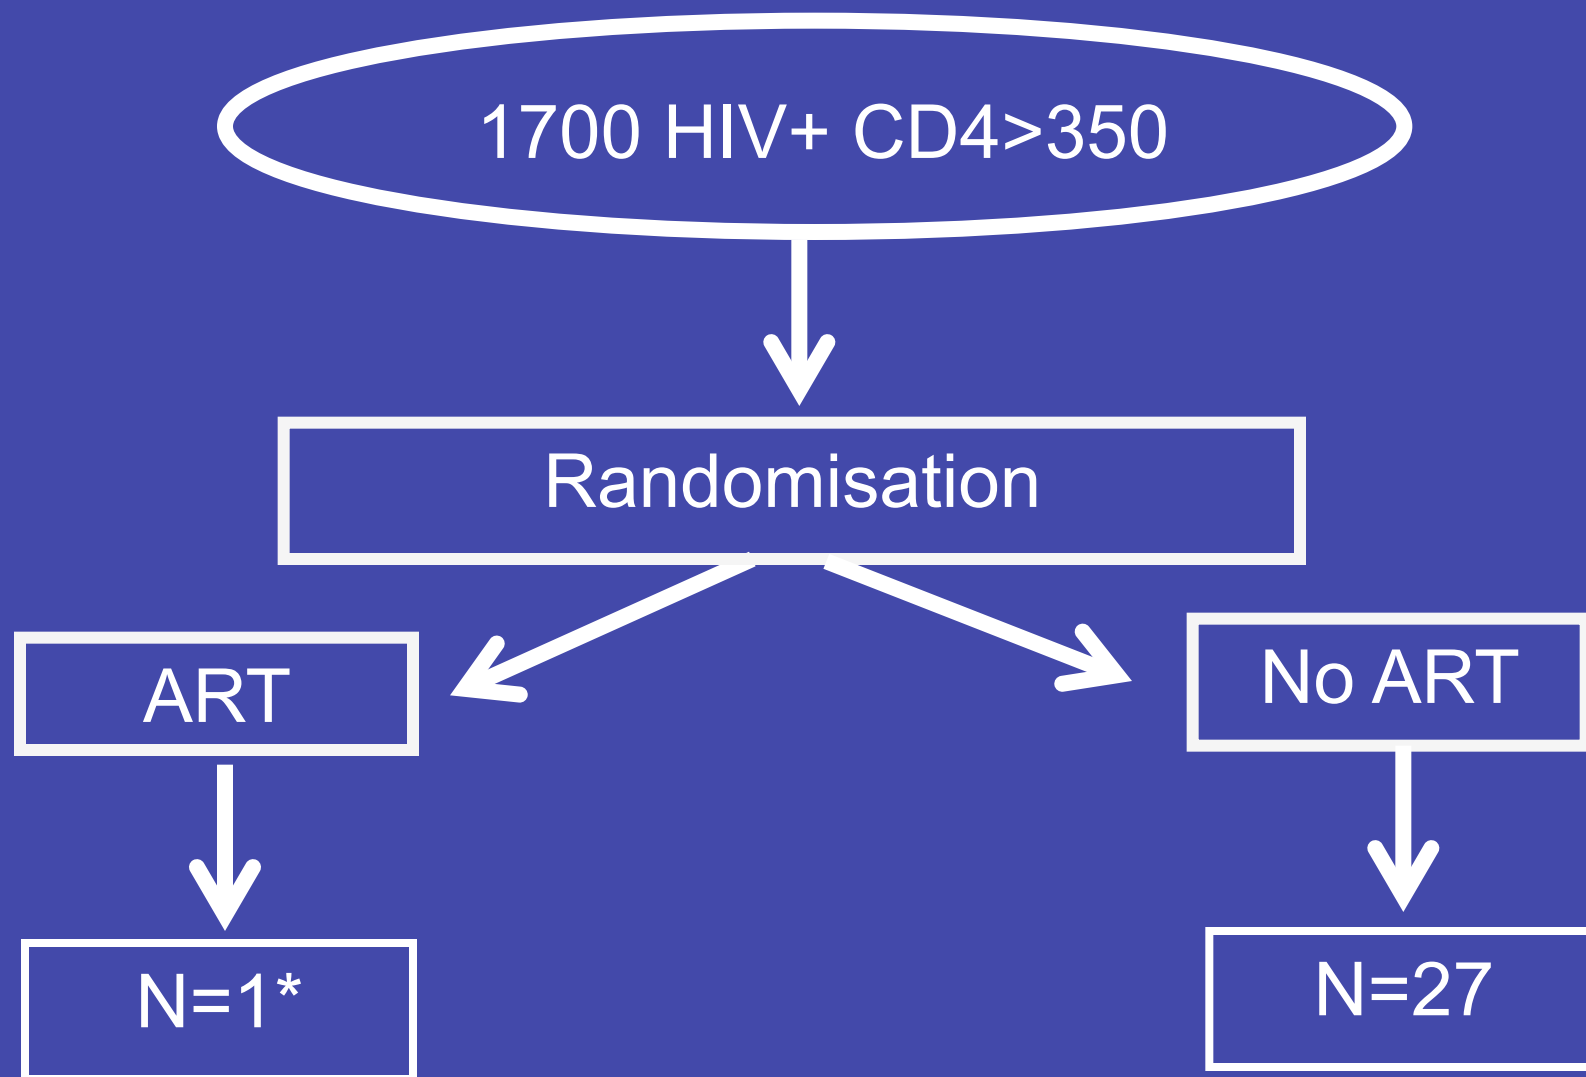 1700 HIV+ CD4>350
Randomisation
ART
No ART
N=1*
N=27